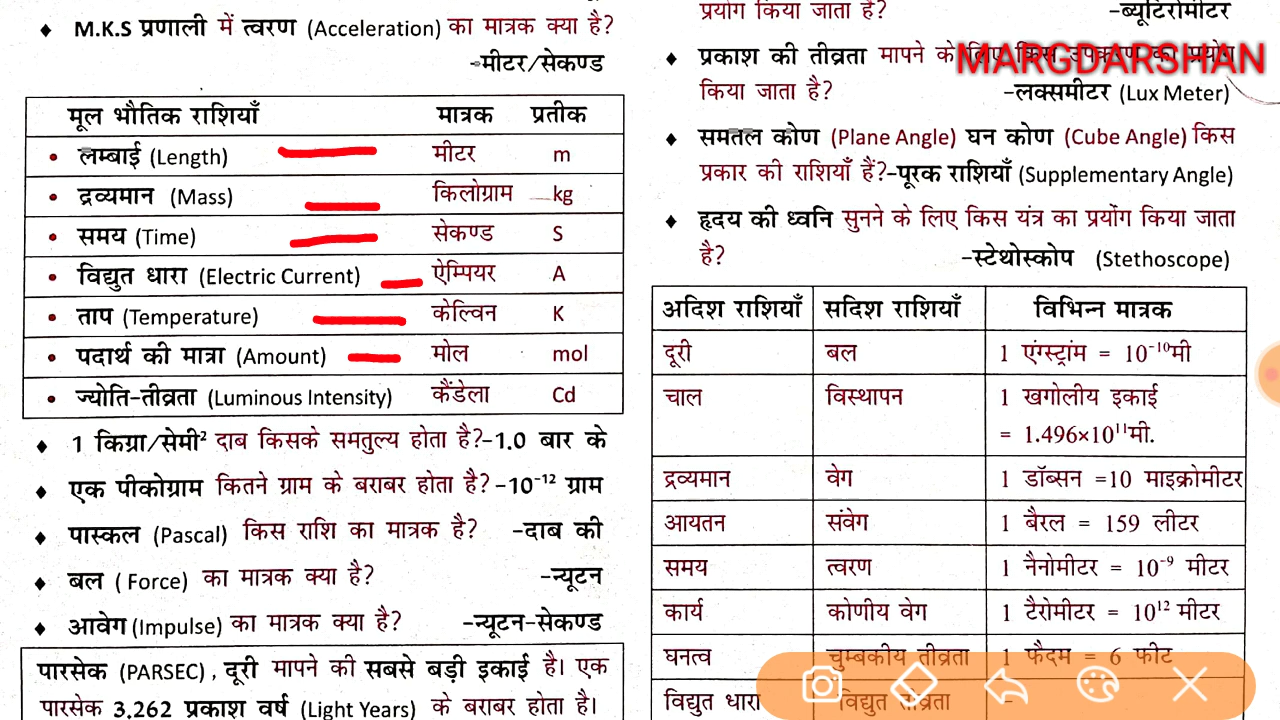 ♦ M.K.S प्रणाली में त्वरण (Acceleration) का मात्रक क्या है?
-मीटर/सेकण्ड
मूल भौतिक राशियाँ मात्रक प्रतीक
• लम्बाई (Length) मीटर m
• द्रव्यमान (Mass) किलोग्राम kg
• समय (Time) सेकण्ड S
• विद्युत धारा (Electric Current) ऐम्पियर A
• ताप (Temperature) केल्विन K
• पदार्थ की मात्रा (Amount) मोल mol
• ज्योति-तीव्रता (Luminous Intensity) कैंडेला Cd
♦ 1 किग्रा/सेमी² दाब किसके समतुल्य होता है?-1.0 बार के
♦ एक पीकोग्राम कितने ग्राम के बराबर होता है? -10⁻¹² ग्राम
♦ पास्कल (Pascal) किस राशि का मात्रक है? -दाब की
♦ बल ( Force) का मात्रक क्या है? -न्यूटन
♦ आवेग (Impulse) का मात्रक क्या है? -न्यूटन-सेकण्ड
पारसेक (PARSEC) , दूरी मापने की सबसे बड़ी इकाई है। एक
पारसेक 3.262 प्रकाश वर्ष (Light Years) के बराबर होता है।
प्रयोग किया जाता है? -ब्यूटिरोमीटर
MARGDARSHAN
♦ प्रकाश की तीव्रता मापने के लिए किस उपकरण का प्रयोग
किया जाता है? -लक्समीटर (Lux Meter)
♦ समतल कोण (Plane Angle) घन कोण (Cube Angle) किस
प्रकार की राशियाँ हैं?-पूरक राशियाँ (Supplementary Angle)
♦ हृदय की ध्वनि सुनने के लिए किस यंत्र का प्रयोंग किया जाता
है? -स्टेथोस्कोप (Stethoscope)
अदिश राशियाँ सदिश राशियाँ विभिन्न मात्रक
दूरी बल 1 एंग्स्ट्रांम = 10⁻¹⁰मी
चाल विस्थापन 1 खगोलीय इकाई
= 1.496×10¹¹मी.
द्रव्यमान वेग 1 डॉब्सन =10 माइक्रोमीटर
आयतन संवेग 1 बैरल = 159 लीटर
समय त्वरण 1 नैनोमीटर = 10⁻⁹ मीटर
कार्य कोणीय वेग 1 टैरोमीटर = 10¹² मीटर
घनत्व चुम्बकीय तीव्रता 1 फैदम = 6 फीट
विद्युत धारा विद्युत तीव्रता -